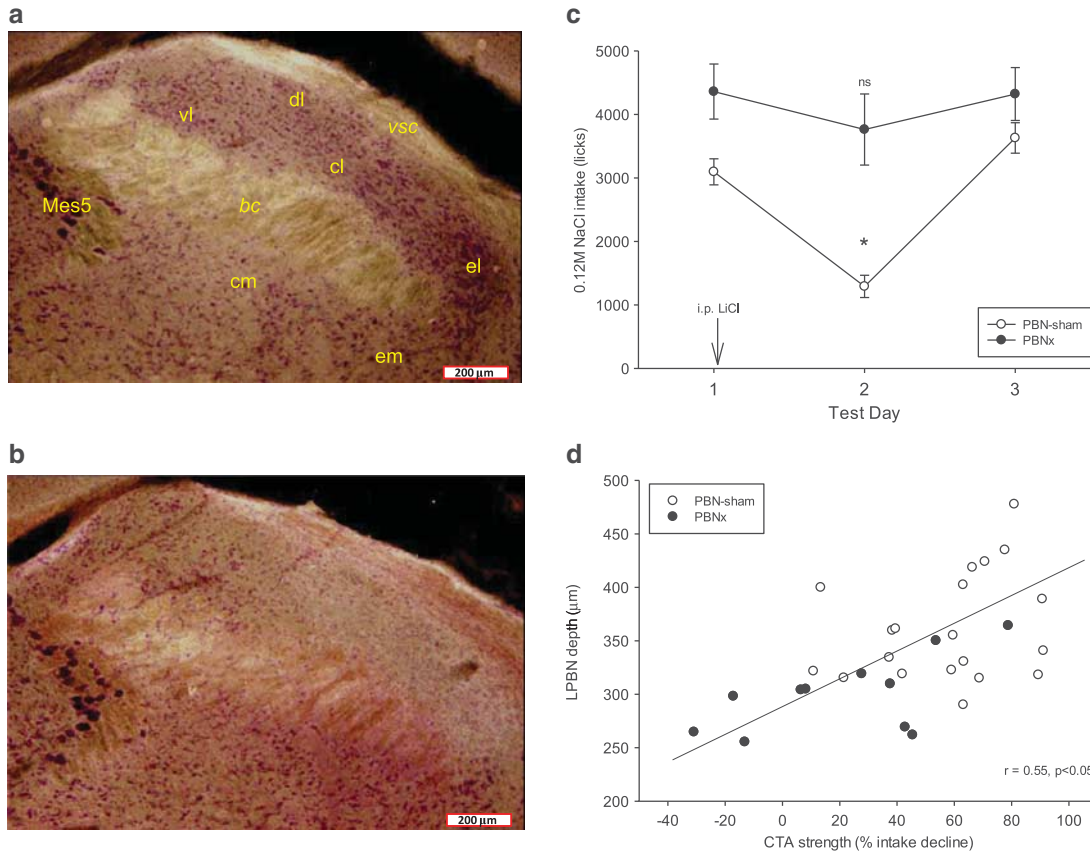 a
vl
dl
vsc
cl
Mes5
bc
el
cm
em
200 µm
b
200 µm
c
5000
4000
3000
2000
1000
0
0.12M NaCl intake (licks)
ns
*
i.p. LiCl
PBN-sham
PBNx
1
2
3
Test Day
d
500
450
400
350
300
250
200
LPBN depth (µm)
PBN-sham
PBNx
r = 0.55, p<0.05
-40
-20
0
20
40
60
80
100
CTA strength (% intake decline)